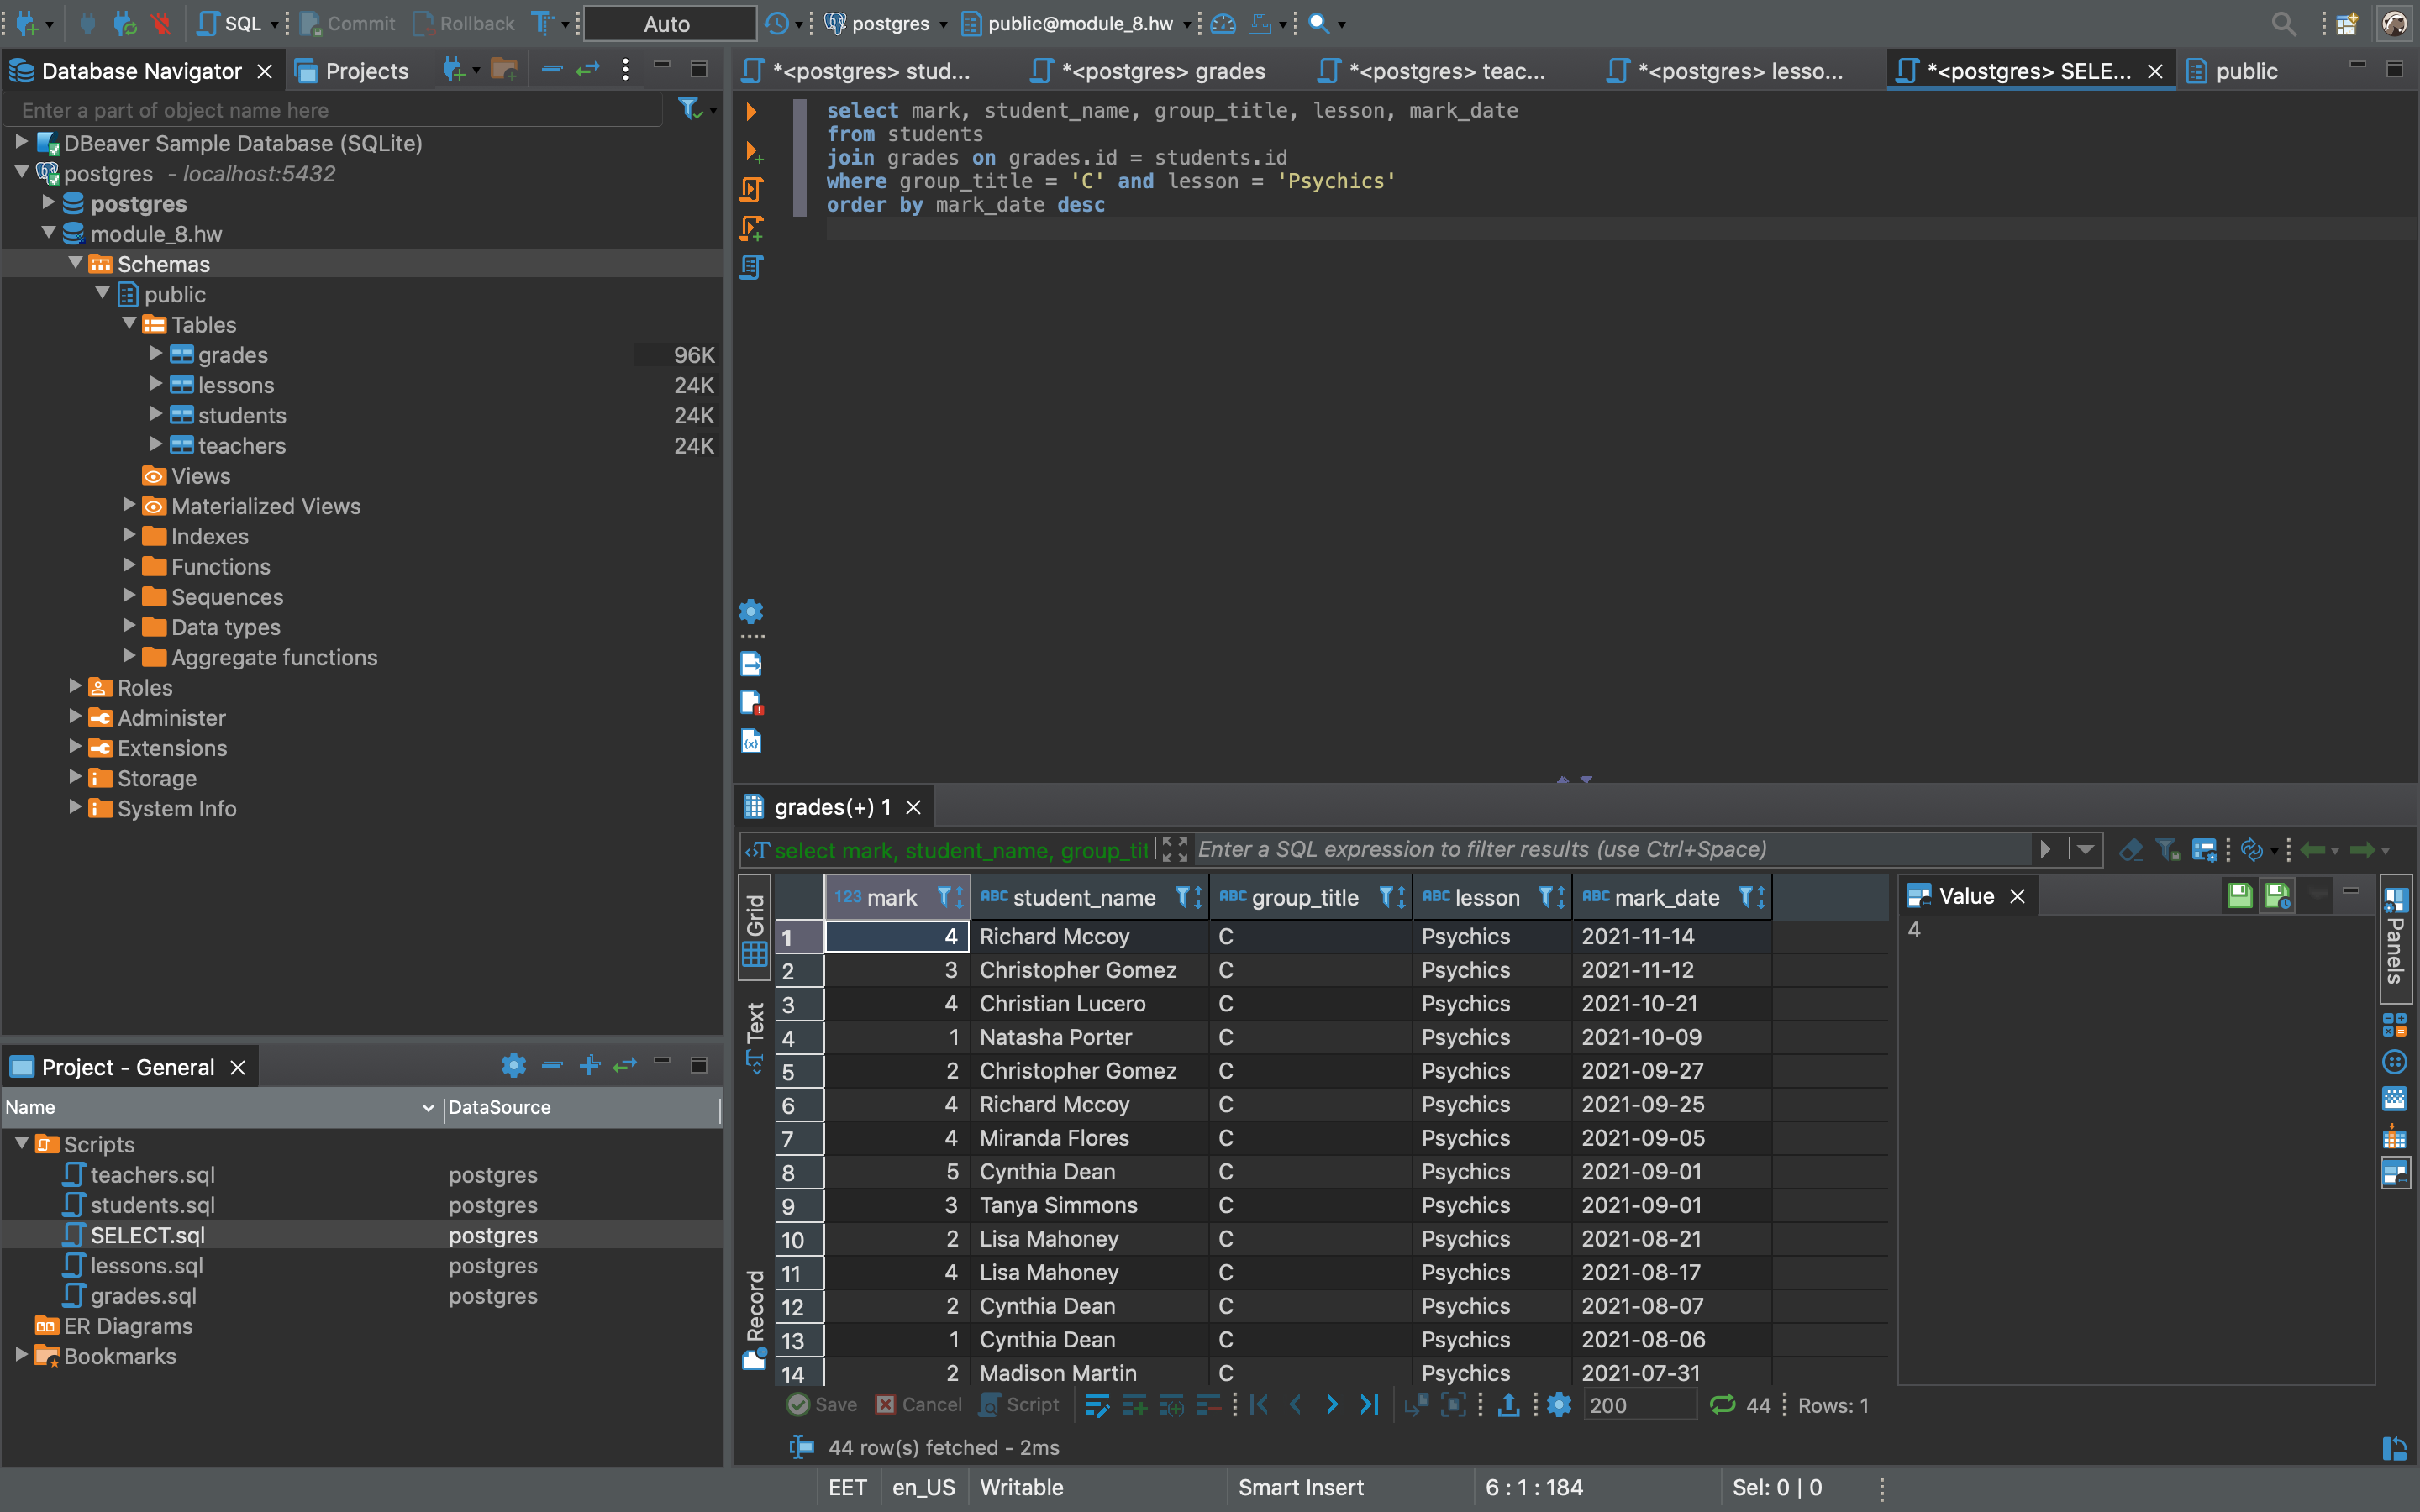 SQL Commit Rollback Auto postgres public@module_8.hw
Database Navigator Projects
Enter a part of object name here
DBeaver Sample Database (SQLite)
postgres - localhost:5432
postgres
module_8.hw
Schemas
public
Tables
grades 96K
lessons 24K
students 24K
teachers 24K
Views
Materialized Views
Indexes
Functions
Sequences
Data types
Aggregate functions
Roles
Administer
Extensions
Storage
System Info
Project - General
Name DataSource
Scripts
teachers.sql postgres
students.sql postgres
SELECT.sql postgres
lessons.sql postgres
grades.sql postgres
ER Diagrams
Bookmarks
*<postgres> stud... *<postgres> grades *<postgres> teac... *<postgres> lesso... *<postgres> SELE... public
select mark, student_name, group_title, lesson, mark_date
from students
join grades on grades.id = students.id
where group_title = 'C' and lesson = 'Psychics'
order by mark_date desc
grades(+) 1
select mark, student_name, group_tit Enter a SQL expression to filter results (use Ctrl+Space)
Grid
Text
Record
123 mark ABC student_name ABC group_title ABC lesson ABC mark_date
1 4 Richard Mccoy C Psychics 2021-11-14
2 3 Christopher Gomez C Psychics 2021-11-12
3 4 Christian Lucero C Psychics 2021-10-21
4 1 Natasha Porter C Psychics 2021-10-09
5 2 Christopher Gomez C Psychics 2021-09-27
6 4 Richard Mccoy C Psychics 2021-09-25
7 4 Miranda Flores C Psychics 2021-09-05
8 5 Cynthia Dean C Psychics 2021-09-01
9 3 Tanya Simmons C Psychics 2021-09-01
10 2 Lisa Mahoney C Psychics 2021-08-21
11 4 Lisa Mahoney C Psychics 2021-08-17
12 2 Cynthia Dean C Psychics 2021-08-07
13 1 Cynthia Dean C Psychics 2021-08-06
14 2 Madison Martin C Psychics 2021-07-31
Value
4
Panels
Save Cancel Script 200 44 Rows: 1
44 row(s) fetched - 2ms
EET en_US Writable Smart Insert 6 : 1 : 184 Sel: 0 | 0